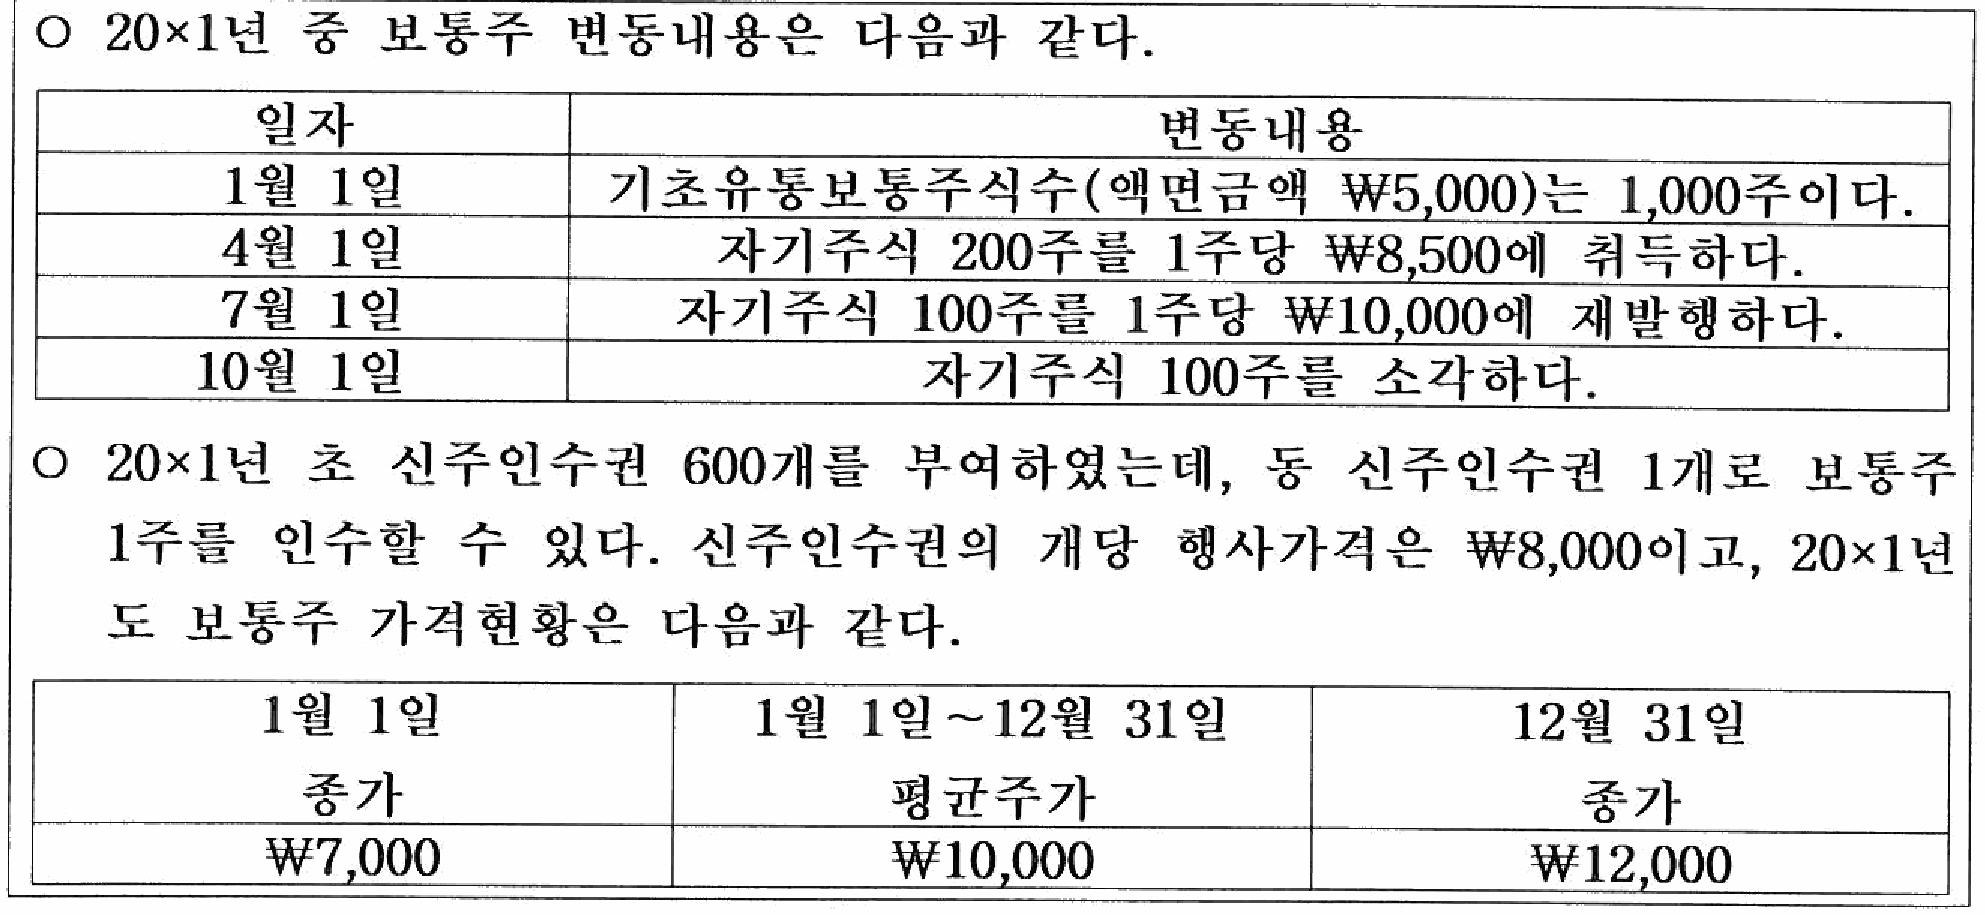 ○ 20×1년 중 보통주 변동내용은 다음과 같다.
일자 변동내용
1월 1일 기초유통보통주식수(액면금액 ₩5,000)는 1,000주이다.
4월 1일 자기주식 200주를 1주당 ₩8,500에 취득하다.
7월 1일 자기주식 100주를 1주당 ₩10,000에 재발행하다.
10월 1일 자기주식 100주를 소각하다.
○ 20×1년 초 신주인수권 600개를 부여하였는데, 동 신주인수권 1개로 보통주
1주를 인수할 수 있다. 신주인수권의 개당 행사가격은 ₩8,000이고, 20×1년
도 보통주 가격현황은 다음과 같다.
1월 1일 1월 1일~12월 31일 12월 31일
종가 평균주가 종가
₩7,000 ₩10,000 ₩12,000